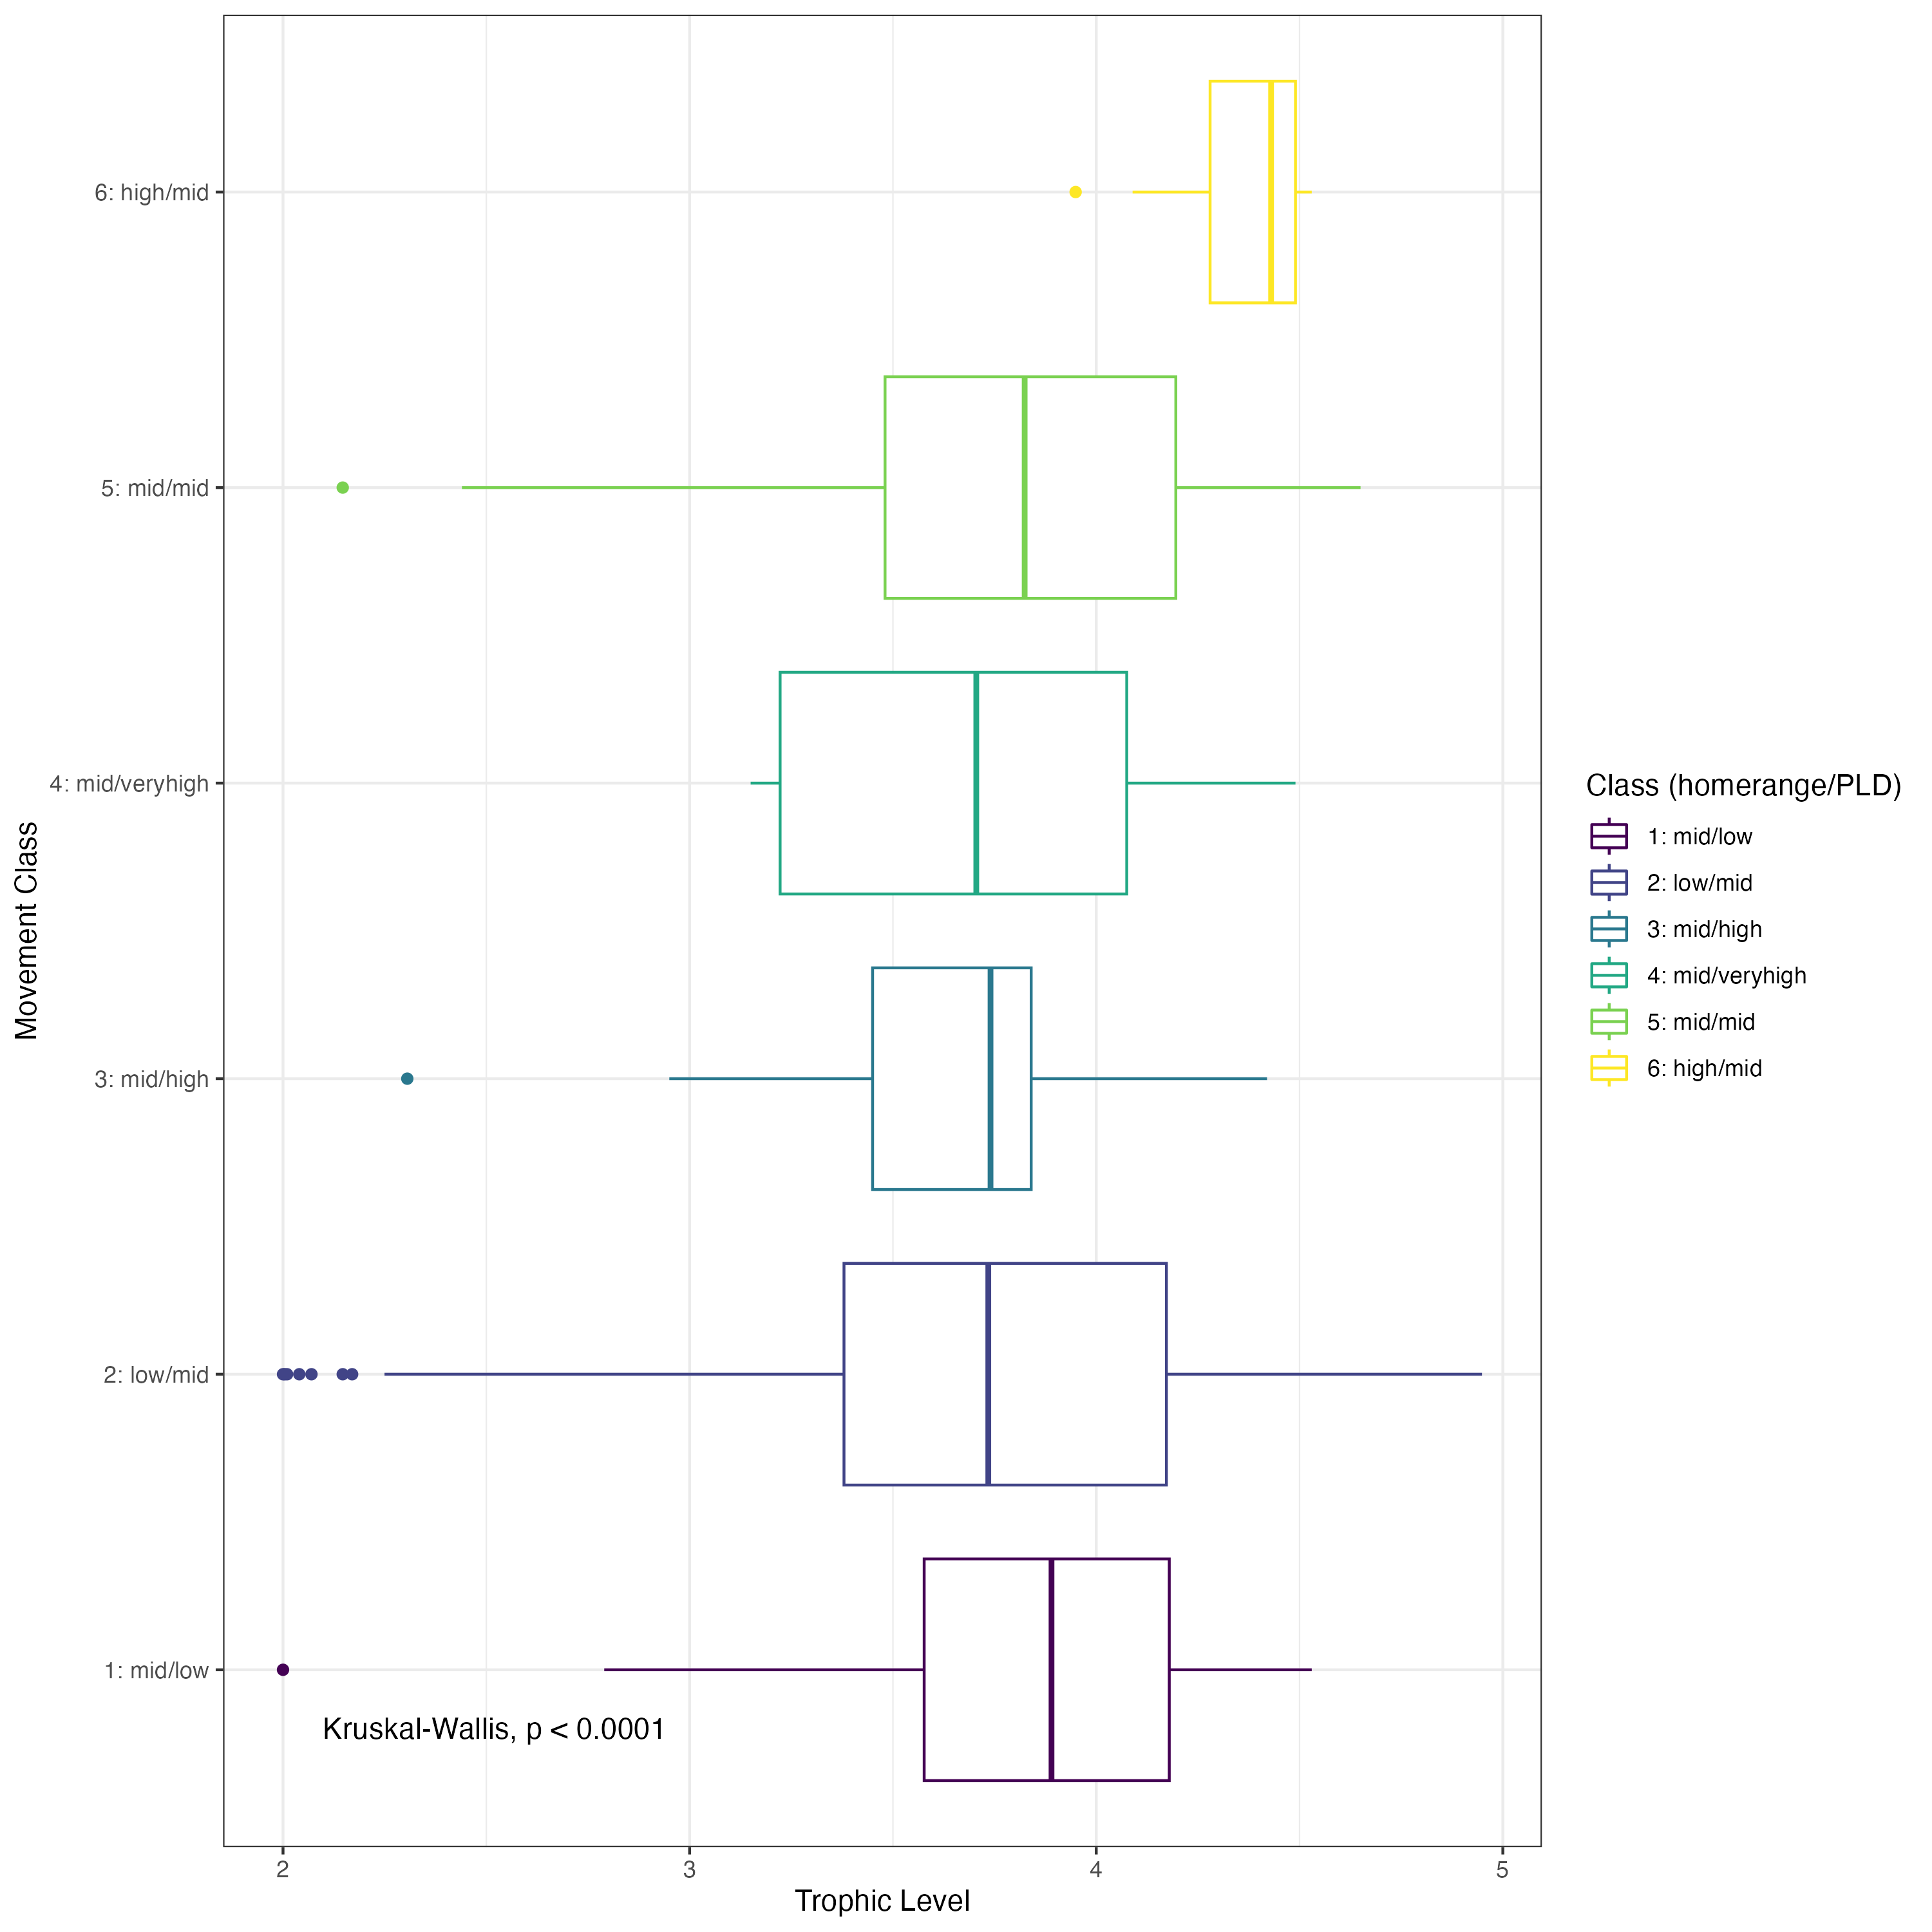 6: high/mid
5: mid/mid
4: mid/veryhigh
3: mid/high
2: low/mid
1: mid/low
Movement Class
Kruskal-Wallis, p < 0.0001
2 3 4 5
Trophic Level
Class (homerange/PLD)
1: mid/low
2: low/mid
3: mid/high
4: mid/veryhigh
5: mid/mid
6: high/mid